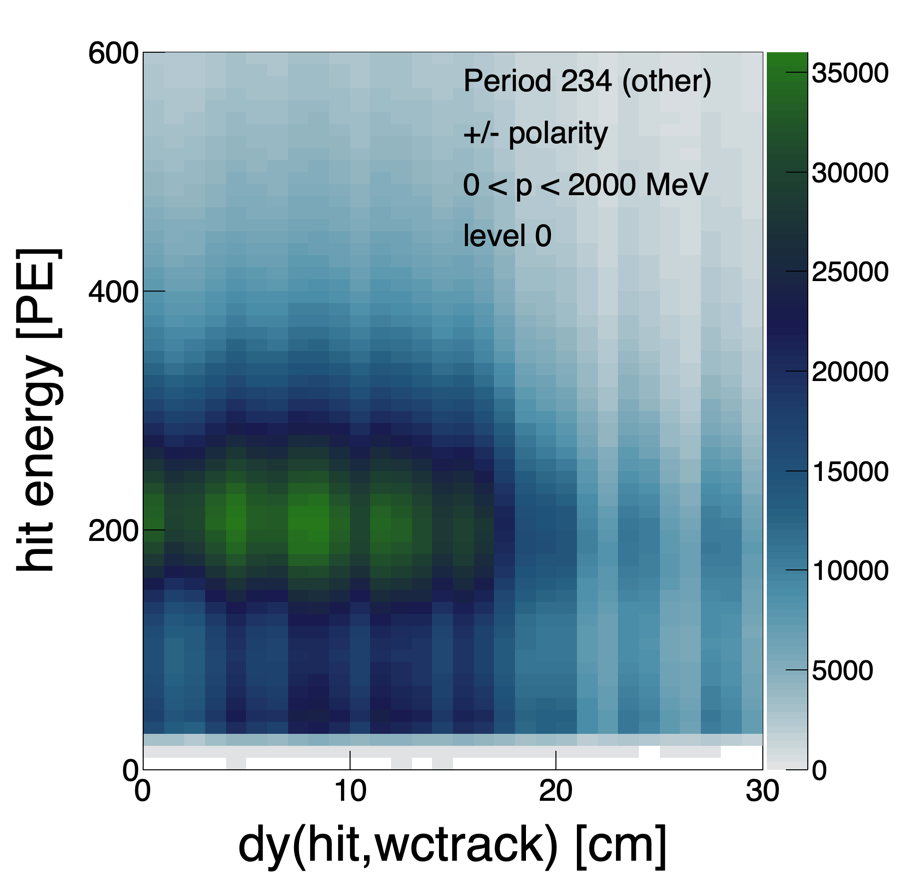 600
400
200
0
0
10
20
30
hit energy [PE]
dy(hit,wctrack) [cm]
Period 234 (other)
+/- polarity
0 < p < 2000 MeV
level 0
35000
30000
25000
20000
15000
10000
5000
0